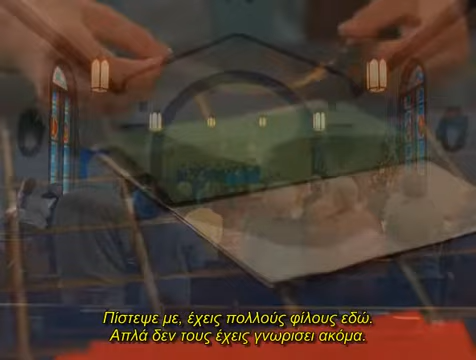 Πίστεψε με, έχεις πολλούς φίλους εδώ.
Απλά δεν τους έχεις γνωρίσει ακόμα.